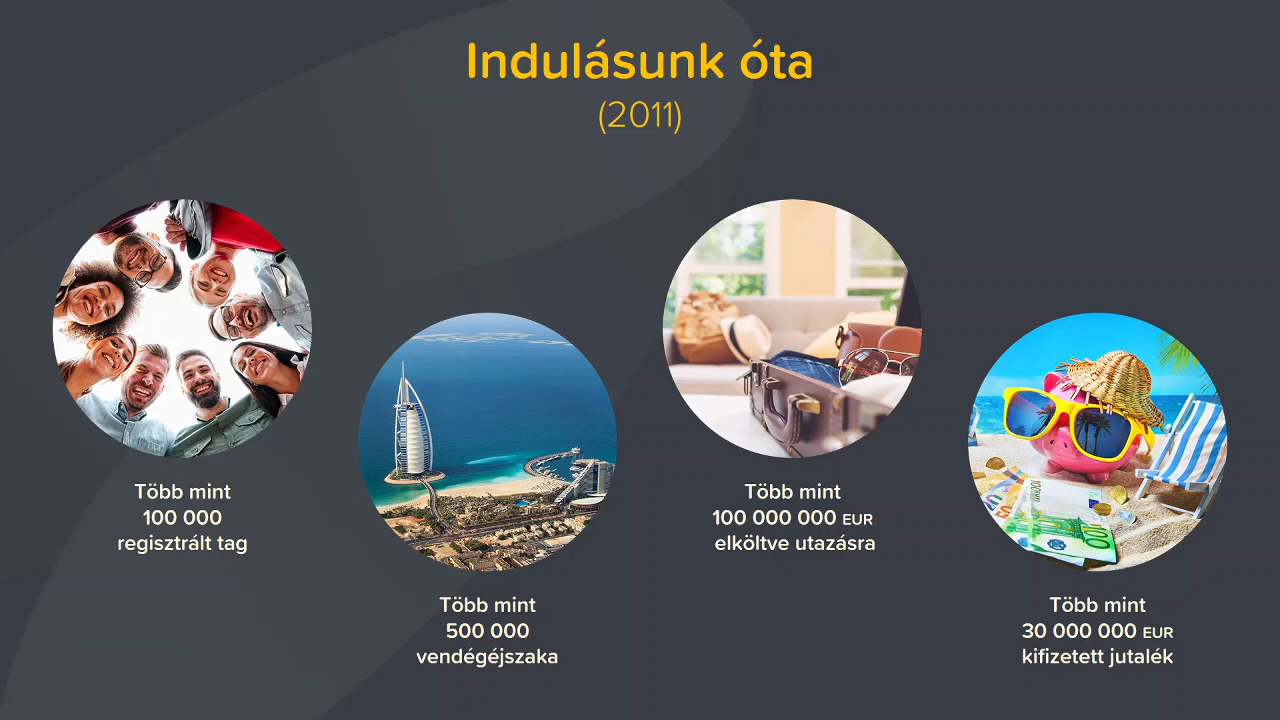 Indulásunk óta
(2011)
Több mint
100 000
regisztrált tag
Több mint
500 000
vendégéjszaka
Több mint
100 000 000 EUR
elköltve utazásra
Több mint
30 000 000 EUR
kifizetett jutalék
100